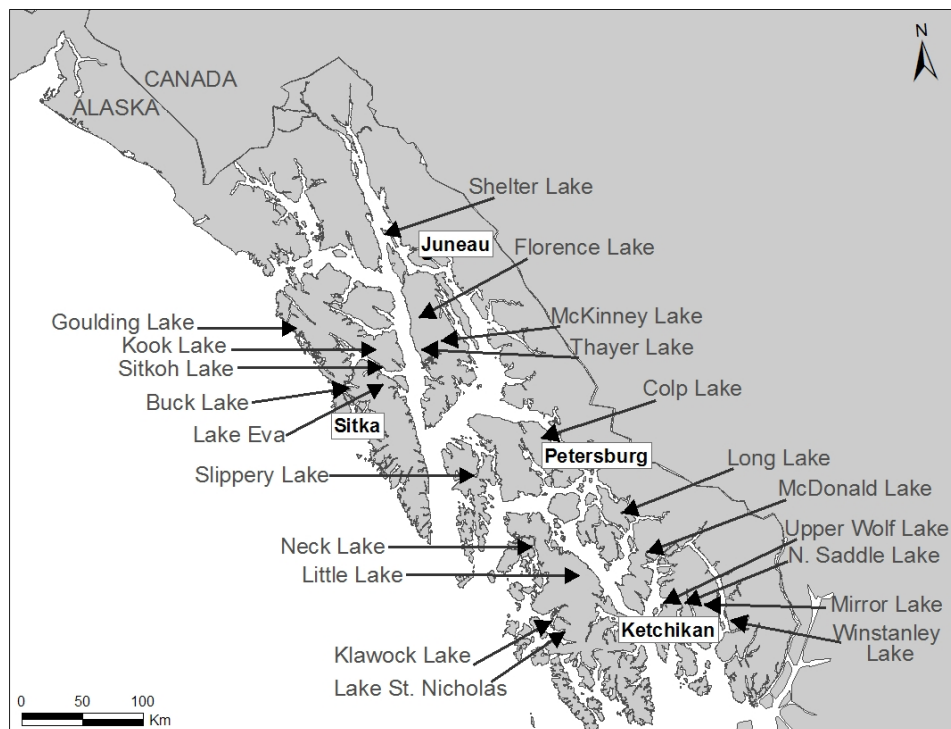 N
CANADA
ALASKA
Shelter Lake
Juneau
Florence Lake
Goulding Lake
McKinney Lake
Kook Lake
Thayer Lake
Sitkoh Lake
Colp Lake
Buck Lake
Lake Eva
Sitka
Petersburg
Slippery Lake
Long Lake
McDonald Lake
Upper Wolf Lake
Neck Lake
N. Saddle Lake
Little Lake
Mirror Lake
Ketchikan
Winstanley
Lake
Klawock Lake
Lake St. Nicholas
0 25 50 100
Km